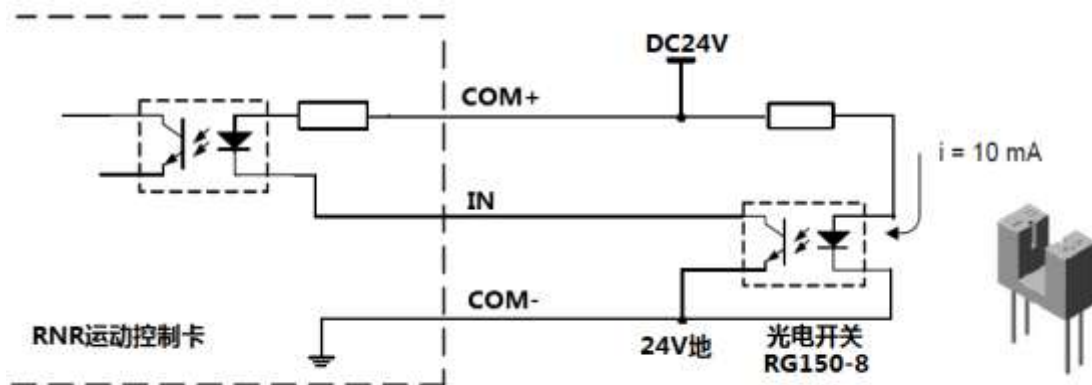 DC24V
COM+
i = 10 mA
IN
COM-
RNR运动控制卡
24V地
光电开关
RG150-8